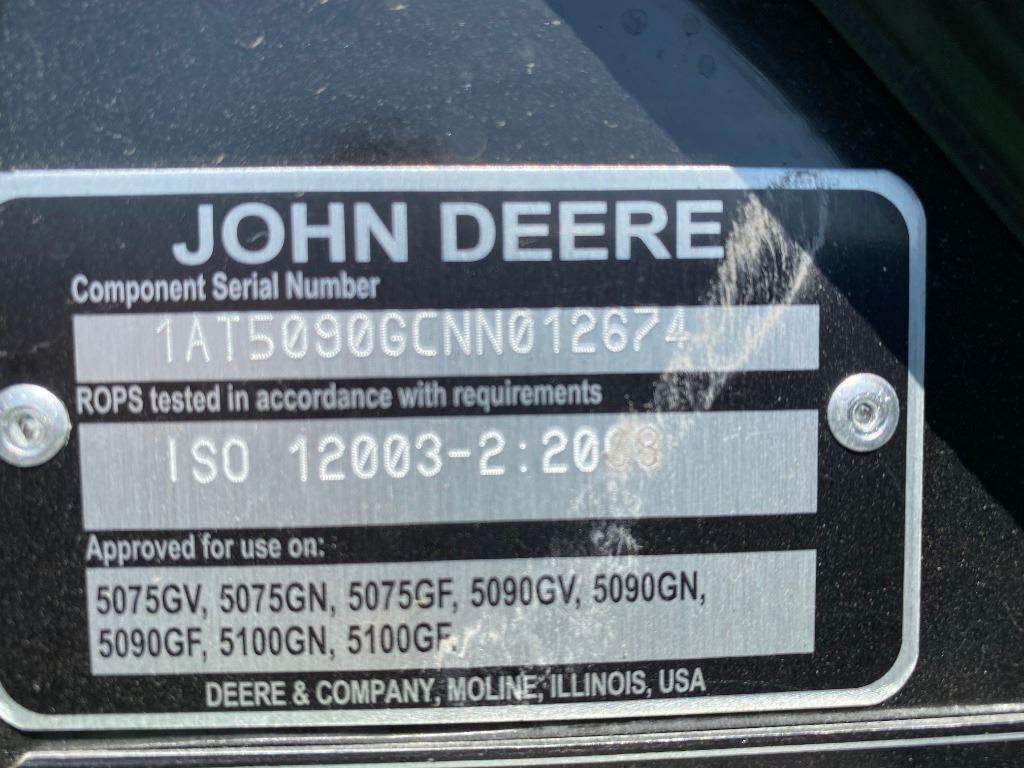 JOHN DEERE
Component Serial Number
1AT5090GCNN012674
ROPS tested in accordance with requirements
ISO 12003-2:2008
Approved for use on:
5075GV, 5075GN, 5075GF, 5090GV, 5090GN,
5090GF, 5100GN, 5100GF.
DEERE & COMPANY, MOLINE, ILLINOIS, USA